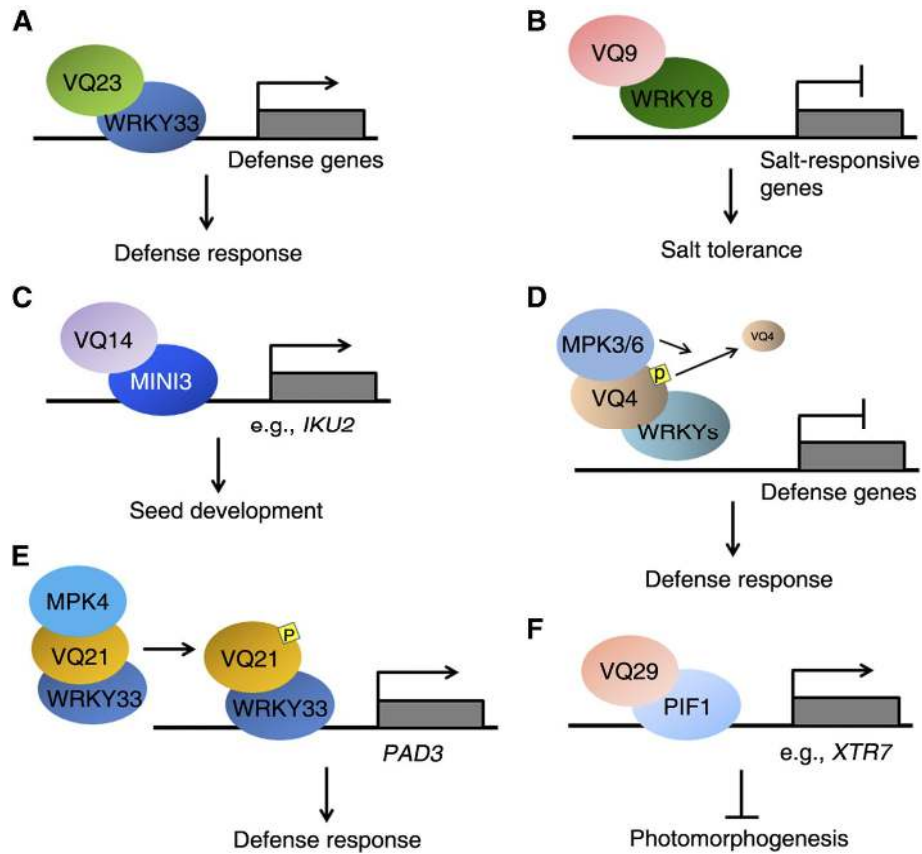 A
VQ23
WRKY33
Defense genes
Defense response
B
VQ9
WRKY8
Salt-responsive
genes
Salt tolerance
C
VQ14
MINI3
e.g., IKU2
Seed development
D
MPK3/6
P
VQ4
VQ4
WRKYs
Defense genes
Defense response
E
MPK4
VQ21
WRKY33
P
VQ21
WRKY33
PAD3
Defense response
F
VQ29
PIF1
e.g., XTR7
Photomorphogenesis